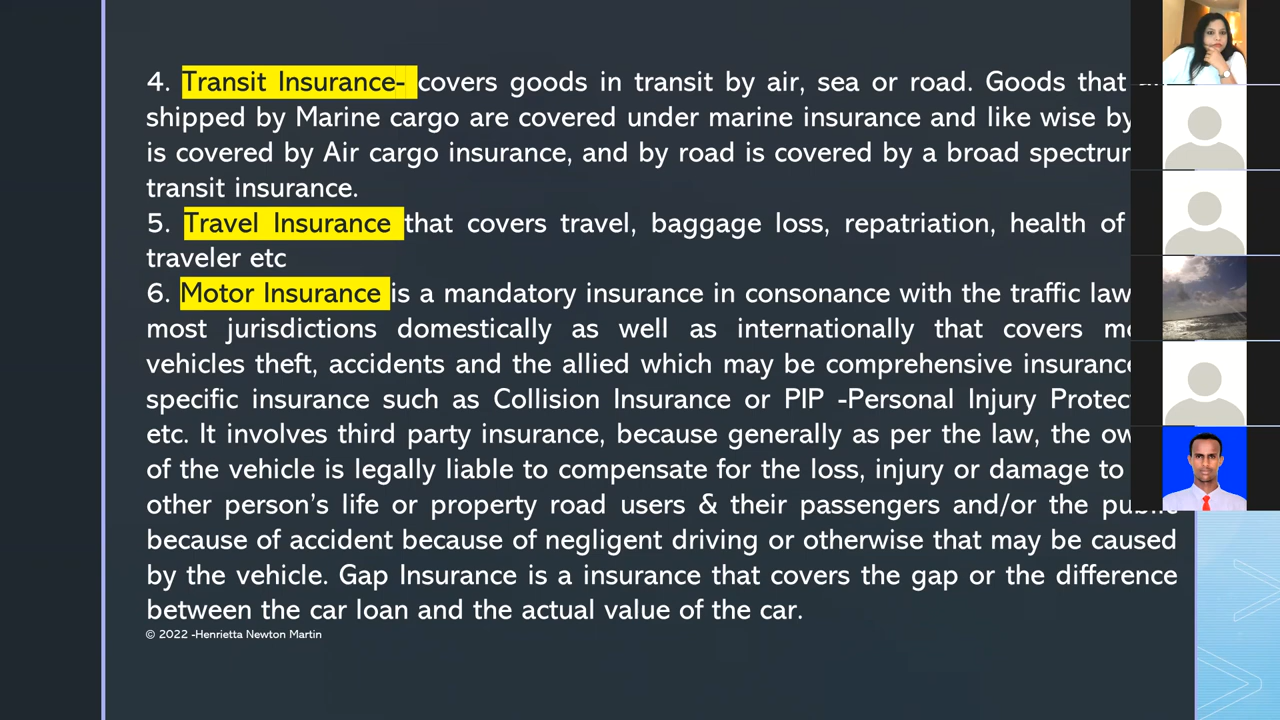 4. Transit Insurance- covers goods in transit by air, sea or road. Goods that
shipped by Marine cargo are covered under marine insurance and like wise by
is covered by Air cargo insurance, and by road is covered by a broad
transit insurance.
5. Travel Insurance that covers travel, baggage loss, repatriation, health of
traveler etc
6. Motor Insurance is a mandatory insurance in consonance with the traffic law
most jurisdictions domestically as well as internationally that covers
vehicles theft, accidents and the allied which may be comprehensive insurance
specific insurance such as Collision Insurance or PIP -Personal Injury
etc. It involves third party insurance, because generally as per the law, the
of the vehicle is legally liable to compensate for the loss, injury or damage to
other person’s life or property road users & their passengers and/or the public
because of accident because of negligent driving or otherwise that may be caused
by the vehicle. Gap Insurance is a insurance that covers the gap or the difference
between the car loan and the actual value of the car.
© 2022 -Henrietta Newton Martin